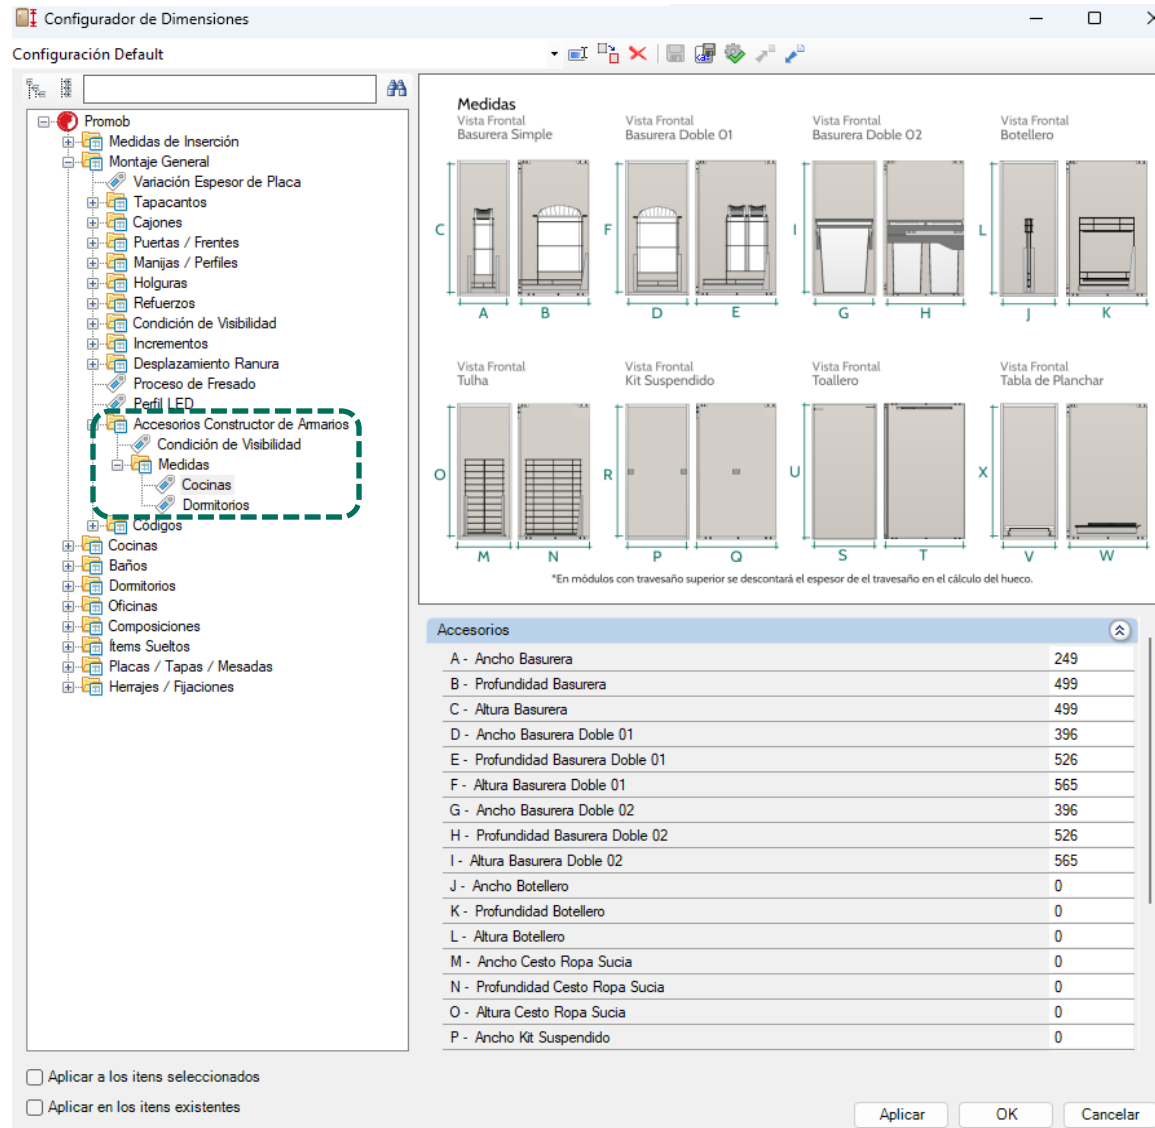 Configurador de Dimensiones
Configuración Default
Promob
Medidas de Inserción
Montaje General
Variación Espesor de Placa
Tapacantos
Cajones
Puertas / Frentes
Manijas / Perfiles
Holguras
Refuerzos
Condición de Visibilidad
Incrementos
Desplazamiento Ranura
Proceso de Fresado
Perfil LED
Accesorios Constructor de Armarios
Condición de Visibilidad
Medidas
Cocinas
Dormitorios
Códigos
Cocinas
Baños
Dormitorios
Oficinas
Composiciones
Ítems Sueltos
Placas / Tapas / Mesadas
Herrajes / Fijaciones
Medidas
Vista Frontal Vista Frontal Vista Frontal Vista Frontal
Basurera Simple Basurera Doble 01 Basurera Doble 02 Botellero
C F I L
A B D E G H J K
Vista Frontal Vista Frontal Vista Frontal Vista Frontal
Tulha Kit Suspendido Toallero Tabla de Planchar
O R U X
M N P Q S T V W
*En módulos con travesaño superior se descontará el espesor de el travesaño en el cálculo del hueco.
Accesorios
A - Ancho Basurera 249
B - Profundidad Basurera 499
C - Altura Basurera 499
D - Ancho Basurera Doble 01 396
E - Profundidad Basurera Doble 01 526
F - Altura Basurera Doble 01 565
G - Ancho Basurera Doble 02 396
H - Profundidad Basurera Doble 02 526
I - Altura Basurera Doble 02 565
J - Ancho Botellero 0
K - Profundidad Botellero 0
L - Altura Botellero 0
M - Ancho Cesto Ropa Sucia 0
N - Profundidad Cesto Ropa Sucia 0
O - Altura Cesto Ropa Sucia 0
P - Ancho Kit Suspendido 0
Aplicar a los itens seleccionados
Aplicar en los itens existentes
Aplicar OK Cancelar